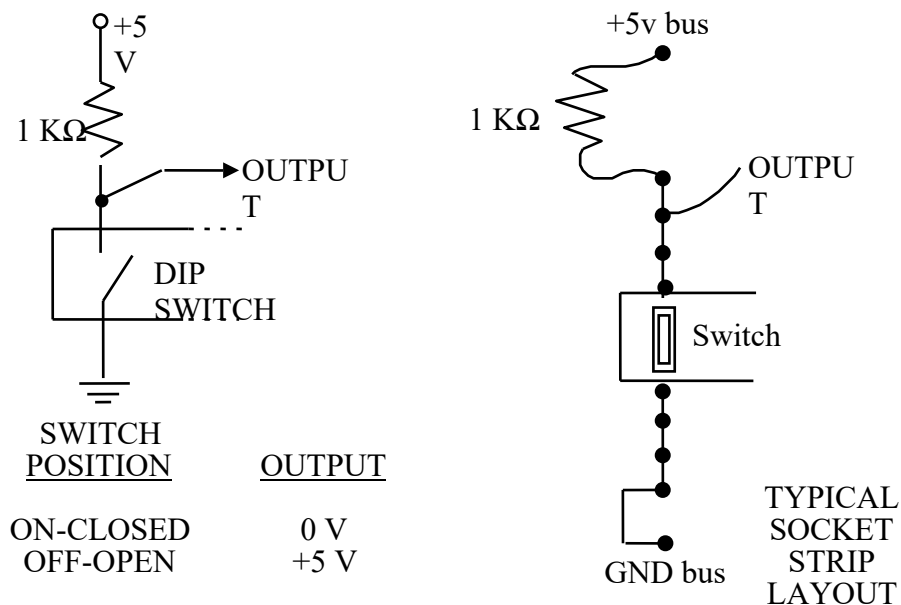 +5
V
1 KΩ
OUTPU
T
DIP
SWITCH
SWITCH
POSITION OUTPUT
ON-CLOSED 0 V
OFF-OPEN +5 V
+5v bus
1 KΩ
OUTPU
T
Switch
GND bus
TYPICAL
SOCKET
STRIP
LAYOUT